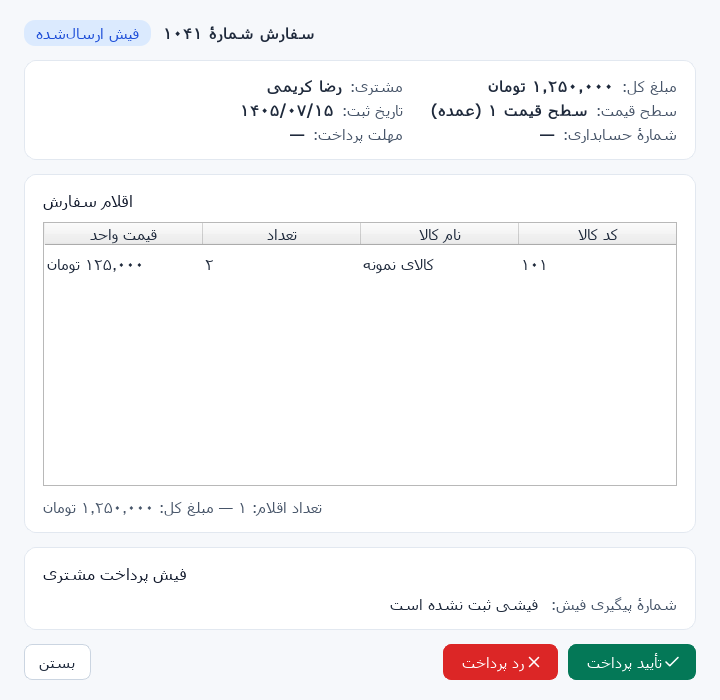 سفارش شمارهٔ ۱۰۴۱ فیش ارسال‌شده
مبلغ کل: ۱,۲۵۰,۰۰۰ تومان مشتری: رضا کریمی
سطح قیمت: سطح قیمت ۱ (عمده) تاریخ ثبت: ۱۴۰۵/۰۷/۱۵
شمارهٔ حسابداری: — مهلت پرداخت: —
اقلام سفارش
کد کالا نام کالا تعداد قیمت واحد
۱۰۱ کالای نمونه ۲ ۱۲۵,۰۰۰ تومان
تعداد اقلام: ۱ — مبلغ کل: ۱,۲۵۰,۰۰۰ تومان
فیش پرداخت مشتری
شمارهٔ پیگیری فیش: فیشی ثبت نشده است
تأیید پرداخت رد پرداخت بستن